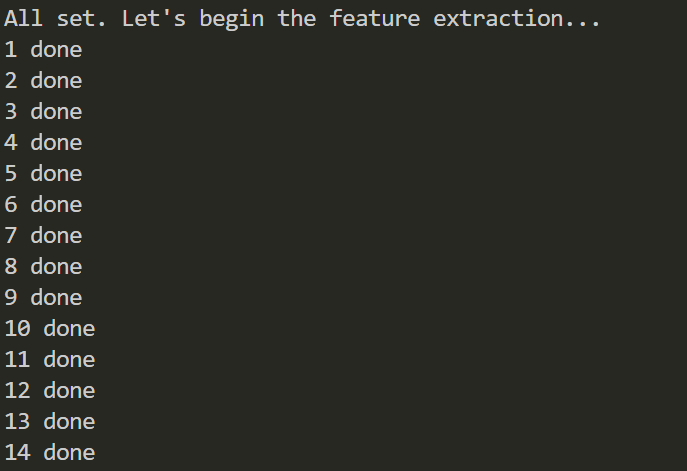 All set. Let's begin the feature extraction...
1 done
2 done
3 done
4 done
5 done
6 done
7 done
8 done
9 done
10 done
11 done
12 done
13 done
14 done